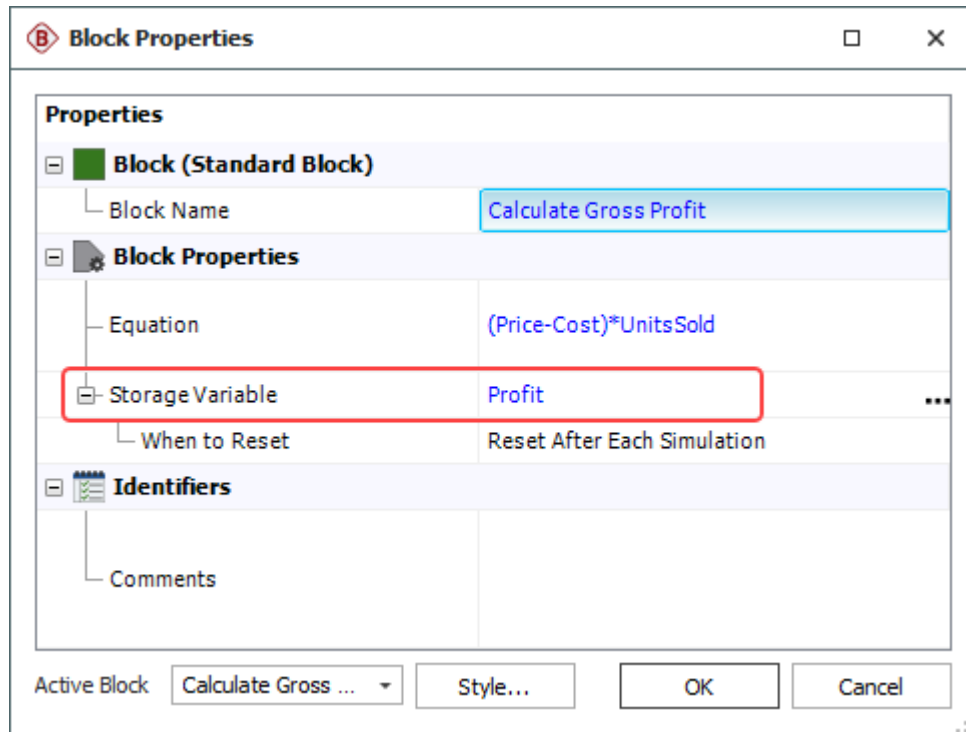 B Block Properties
Properties
Block (Standard Block)
Block Name Calculate Gross Profit
Block Properties
Equation (Price-Cost)*UnitsSold
Storage Variable Profit ...
When to Reset Reset After Each Simulation
Identifiers
Comments
Active Block Calculate Gross ... Style... OK Cancel